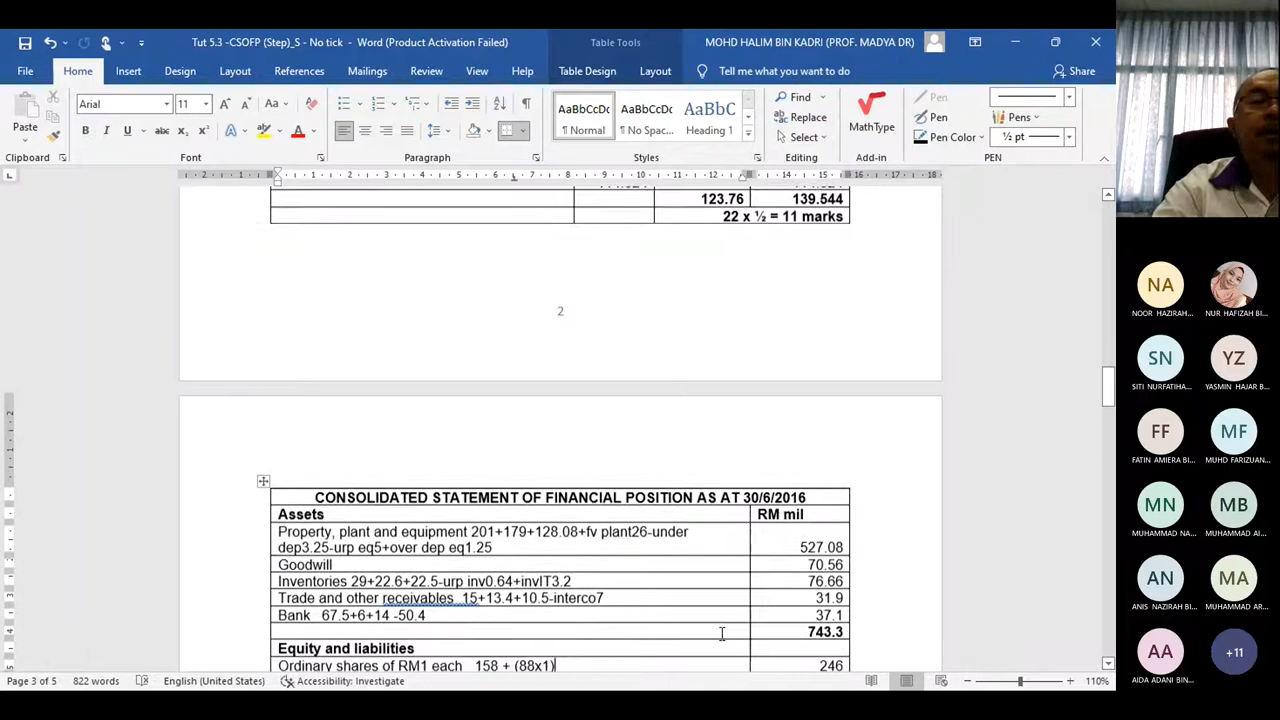 Tut 5.3 -CSOFP (Step)_S - No tick - Word (Product Activation Failed)
Table Tools
MOHD HALIM BIN KADRI (PROF. MADYA DR)
File Home Insert Design Layout References Mailings Review View Help Table Design Layout Tell me what you want to do Share
Arial 11
Paste
AaBbCcDc AaBbCcDc AaBbC
¶ Normal ¶ No Spac... Heading 1
Find
Replace
Select
MathType
Pen
Pen
Pen Color
Pens
½ pt
Clipboard Font Paragraph Styles Editing Add-in PEN
123.76 139.544
22 x ½ = 11 marks
2
CONSOLIDATED STATEMENT OF FINANCIAL POSITION AS AT 30/6/2016
Assets RM mil
Property, plant and equipment 201+179+128.08+fv plant26-under
dep3.25-urp eq5+over dep eq1.25 527.08
Goodwill 70.56
Inventories 29+22.6+22.5-urp inv0.64+invIT3.2 76.66
Trade and other receivables 15+13.4+10.5-interco7 31.9
Bank 67.5+6+14 -50.4 37.1
743.3
Equity and liabilities
Ordinary shares of RM1 each 158 + (88x1) 246
Page 3 of 5 822 words English (United States) Accessibility: Investigate 110%
NA
NOOR HAZIRAH... NUR HAFIZAH BI...
SN YZ
SITI NURFATIHA... YASMIN HAJAR B...
FF MF
FATIN AMIERA BI... MUHD FARIZUAN...
MN MB
MUHAMMAD NA... MUHAMMAD AI...
AN MA
ANIS NAZIRAH BI... MUHAMMAD AR...
AA +11
AIDA ADANI BIN...